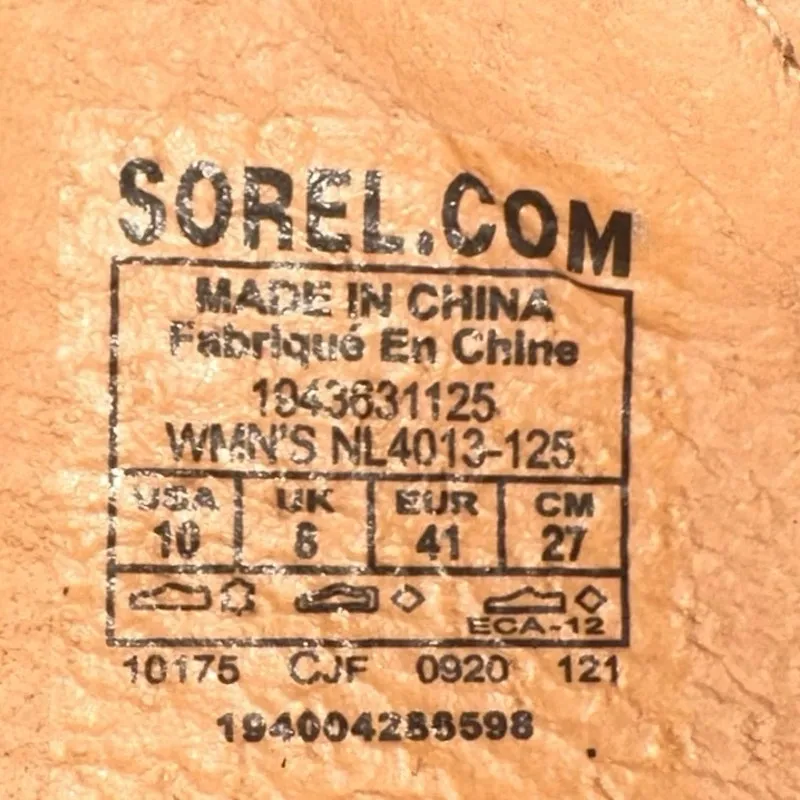 SOREL.COM
MADE IN CHINA
Fabriqué En Chine
1943631125
WMN'S NL4013-125
USA UK EUR CM
10 8 41 27
ECA-12
10175 CJF 0920 121